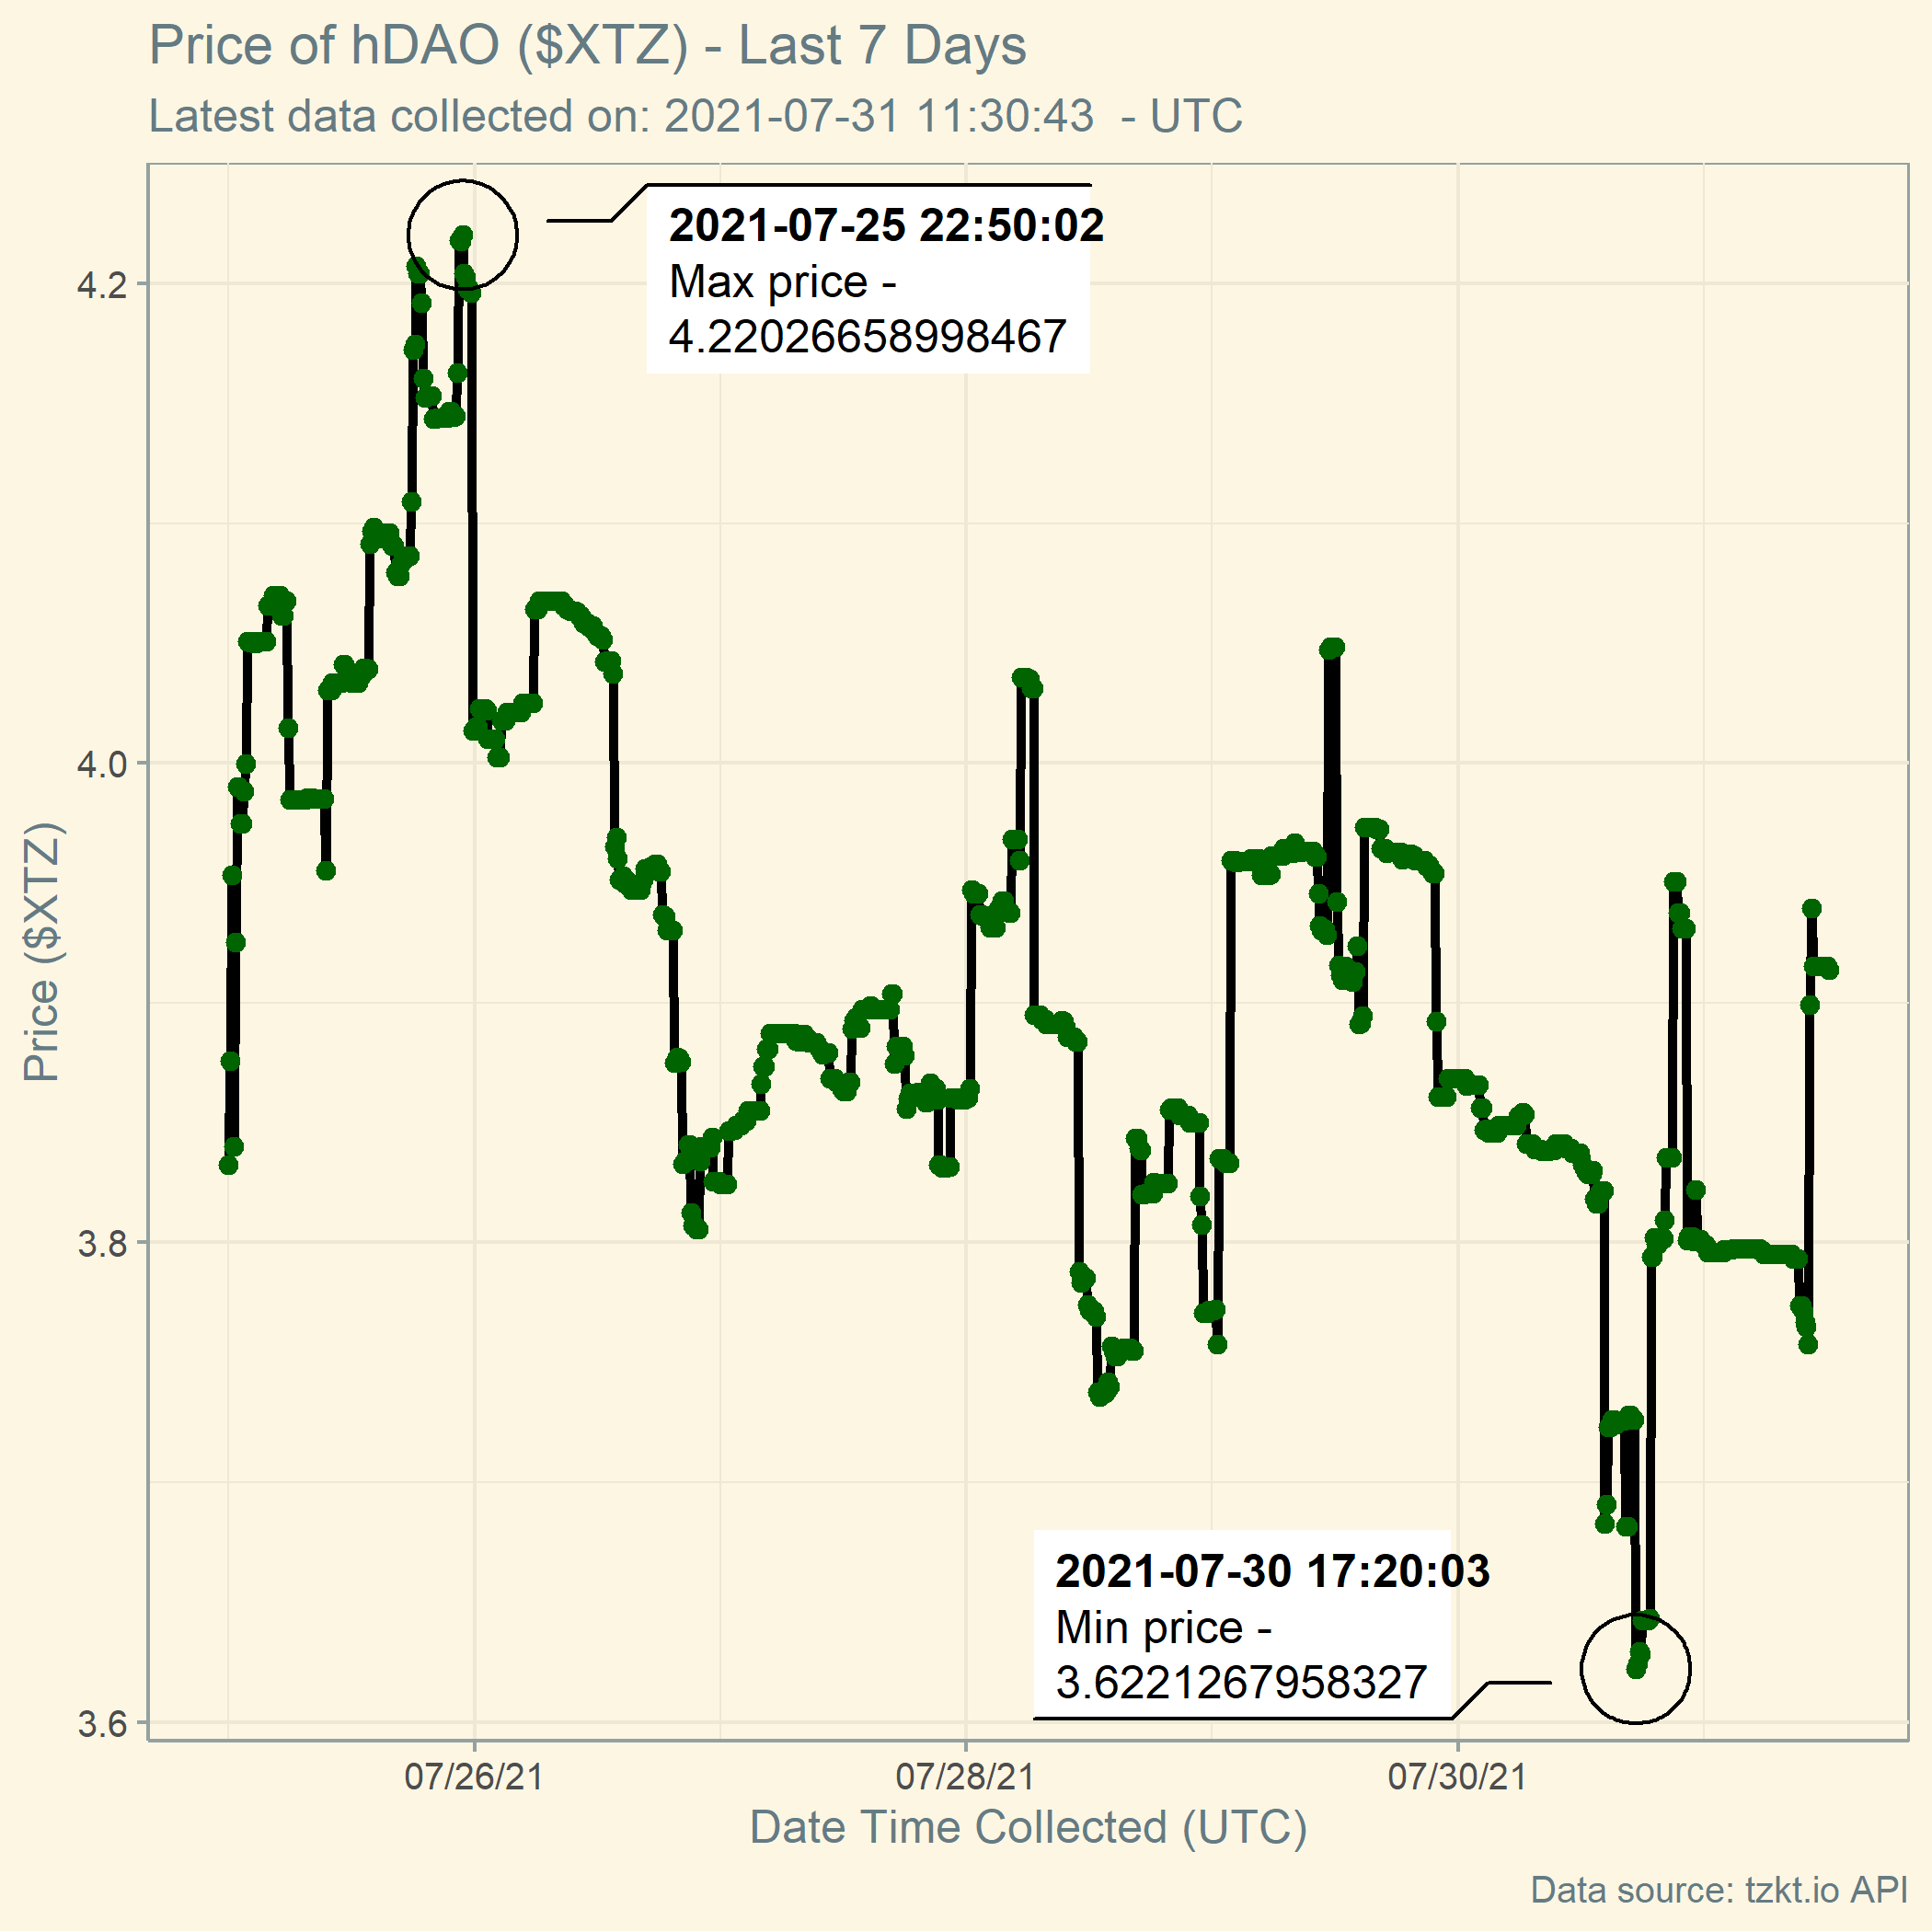 Price of hDAO ($XTZ) - Last 7 Days
Latest data collected on: 2021-07-31 11:30:43  - UTC
2021-07-25 22:50:02
Max price -
4.22026658998467
4.2
4.0
3.8
3.6
Price ($XTZ)
2021-07-30 17:20:03
Min price -
3.6221267958327
07/26/21
07/28/21
07/30/21
Date Time Collected (UTC)
Data source: tzkt.io API